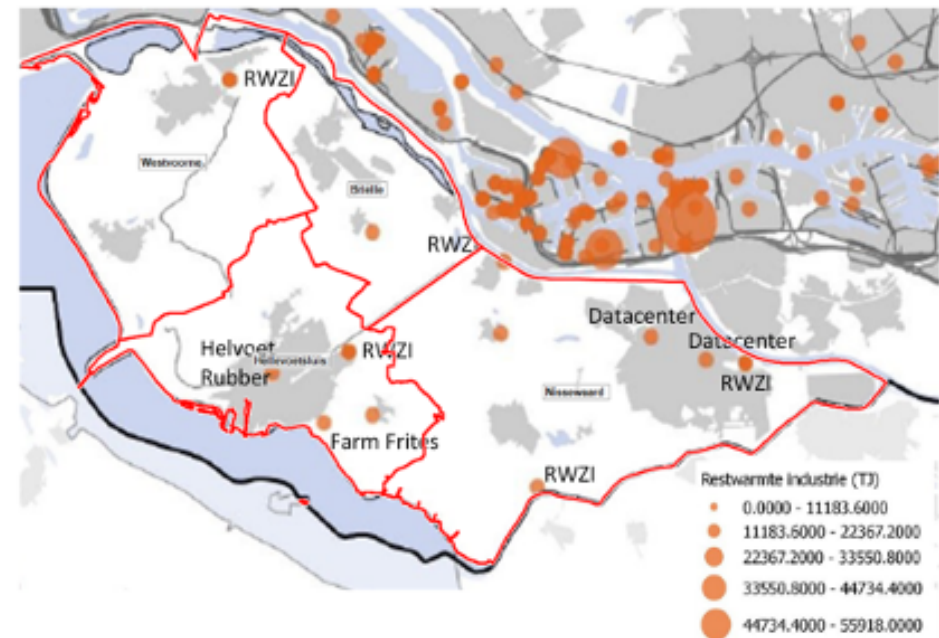 RWZI
Westvoorne
Brielle
RWZI
Datacenter
Helvoet
Rubber
Hellevoetsluis
RWZI
Datacenter
RWZI
Nissewaard
Farm Frites
RWZI
Restwarmte industrie (TJ)
0.0000 - 11183.6000
11183.6000 - 22367.2000
22367.2000 - 33550.8000
33550.8000 - 44734.4000
44734.4000 - 55918.0000